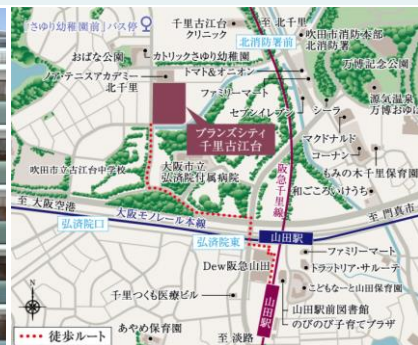 「さゆり幼稚園前」バス停
千里古江台
クリニック
至 北千里
北消防署前
吹田市消防本部
北消防署
おばな公園
カトリックさゆり幼稚園
万博記念公園
ノア・テニスアカデミー
北千里
トマト&オニオン
ファミリーマート
セブンイレブン
シーラ
源気温泉
万博おゆば
マクドナルド
コーナン
ブランズシティ
千里古江台
もみの木千里保育園
大阪市立
弘済院付属病院
阪急千里線
和ごころいけうち
吹田市立古江台中学校
至 大阪空港
大阪モノレール本線
至 門真市
弘済院口
弘済院東
山田駅
Dew阪急山田
ファミリーマート
トラットリア・サルーテ
こどもなーと山田保育園
N
千里つくも医療ビル
山田駅
山田駅前図書館
のびのび子育てプラザ
徒歩ルート
あやめ保育園
至 淡路